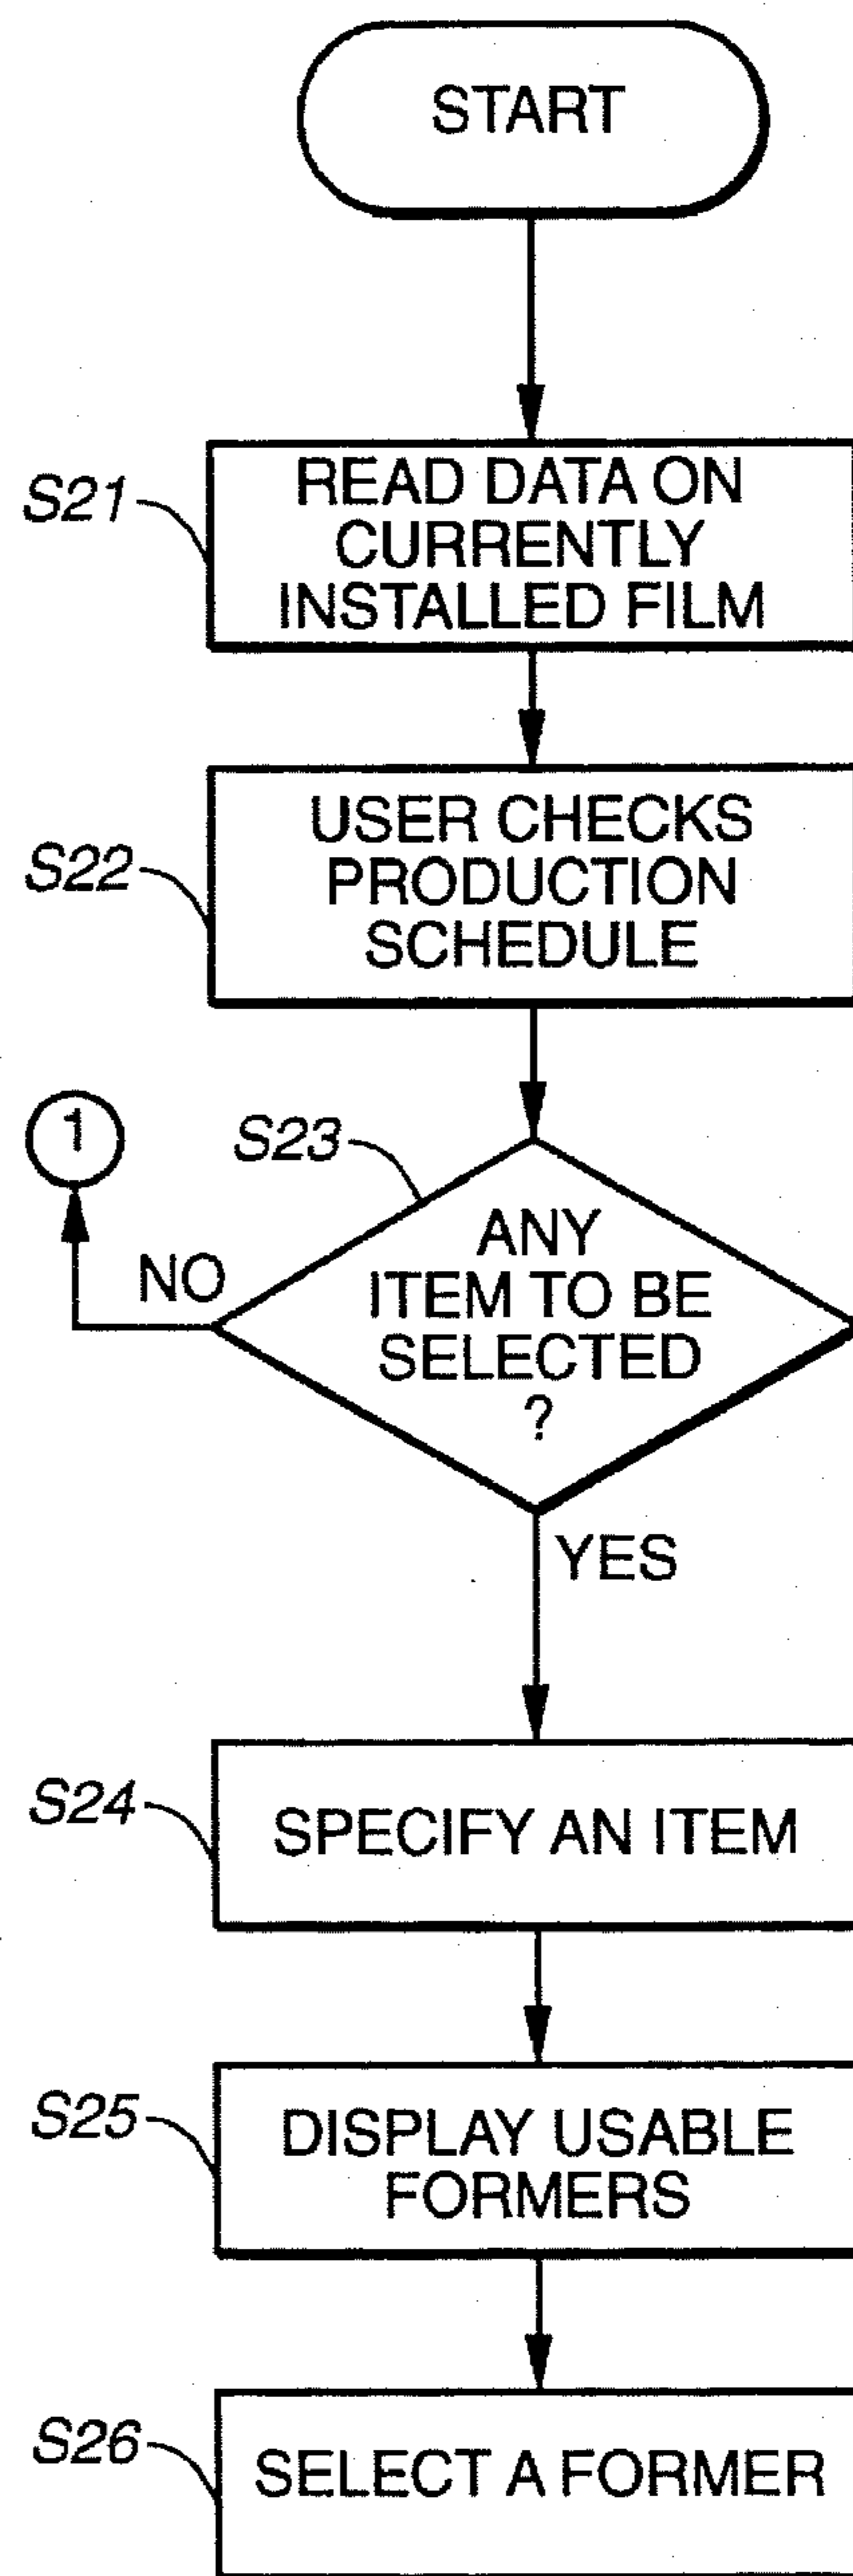 START
S21
READ DATA ON
CURRENTLY
INSTALLED FILM
S22
USER CHECKS
PRODUCTION
SCHEDULE
1
S23
ANY
ITEM TO BE
SELECTED
?
NO
YES
S24
SPECIFY AN ITEM
S25
DISPLAY USABLE
FORMERS
S26
SELECT A FORMER